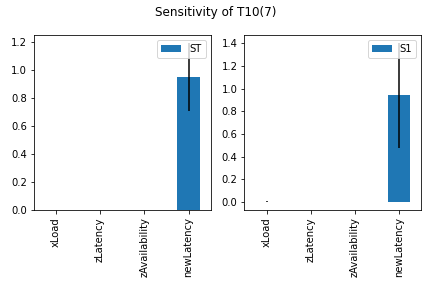 Sensitivity of T10(7)
ST
1.2
1.0
0.8
0.6
0.4
0.2
0.0
xLoad
zLatency
zAvailability
newLatency
S1
1.4
1.2
1.0
0.8
0.6
0.4
0.2
0.0
xLoad
zLatency
zAvailability
newLatency